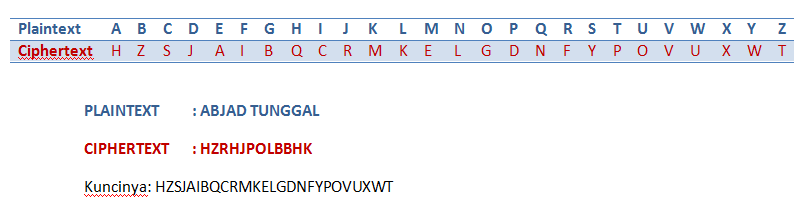 Plaintext A B C D E F G H I J K L M N O P Q R S T U V W X Y Z
Ciphertext H Z S J A I B Q C R M K E L G D N F Y P O V U X W T
PLAINTEXT : ABJAD TUNGGAL
CIPHERTEXT : HZRHJPOLBBHK
Kuncinya: HZSJAIBQCRMKELGDNFYPOVUXWT